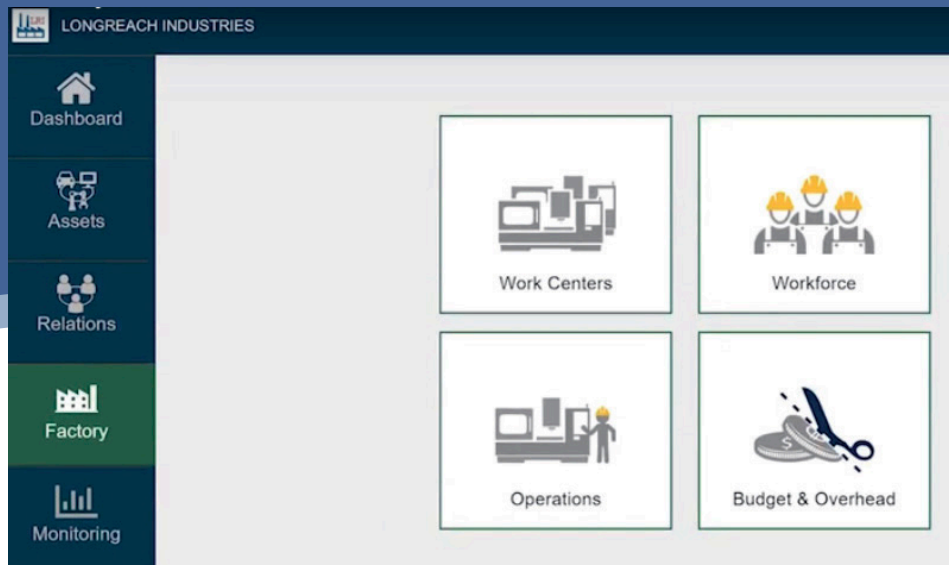 LONGREACH INDUSTRIES
Dashboard
Assets
Relations
Factory
Monitoring
Work Centers
Workforce
Operations
Budget & Overhead